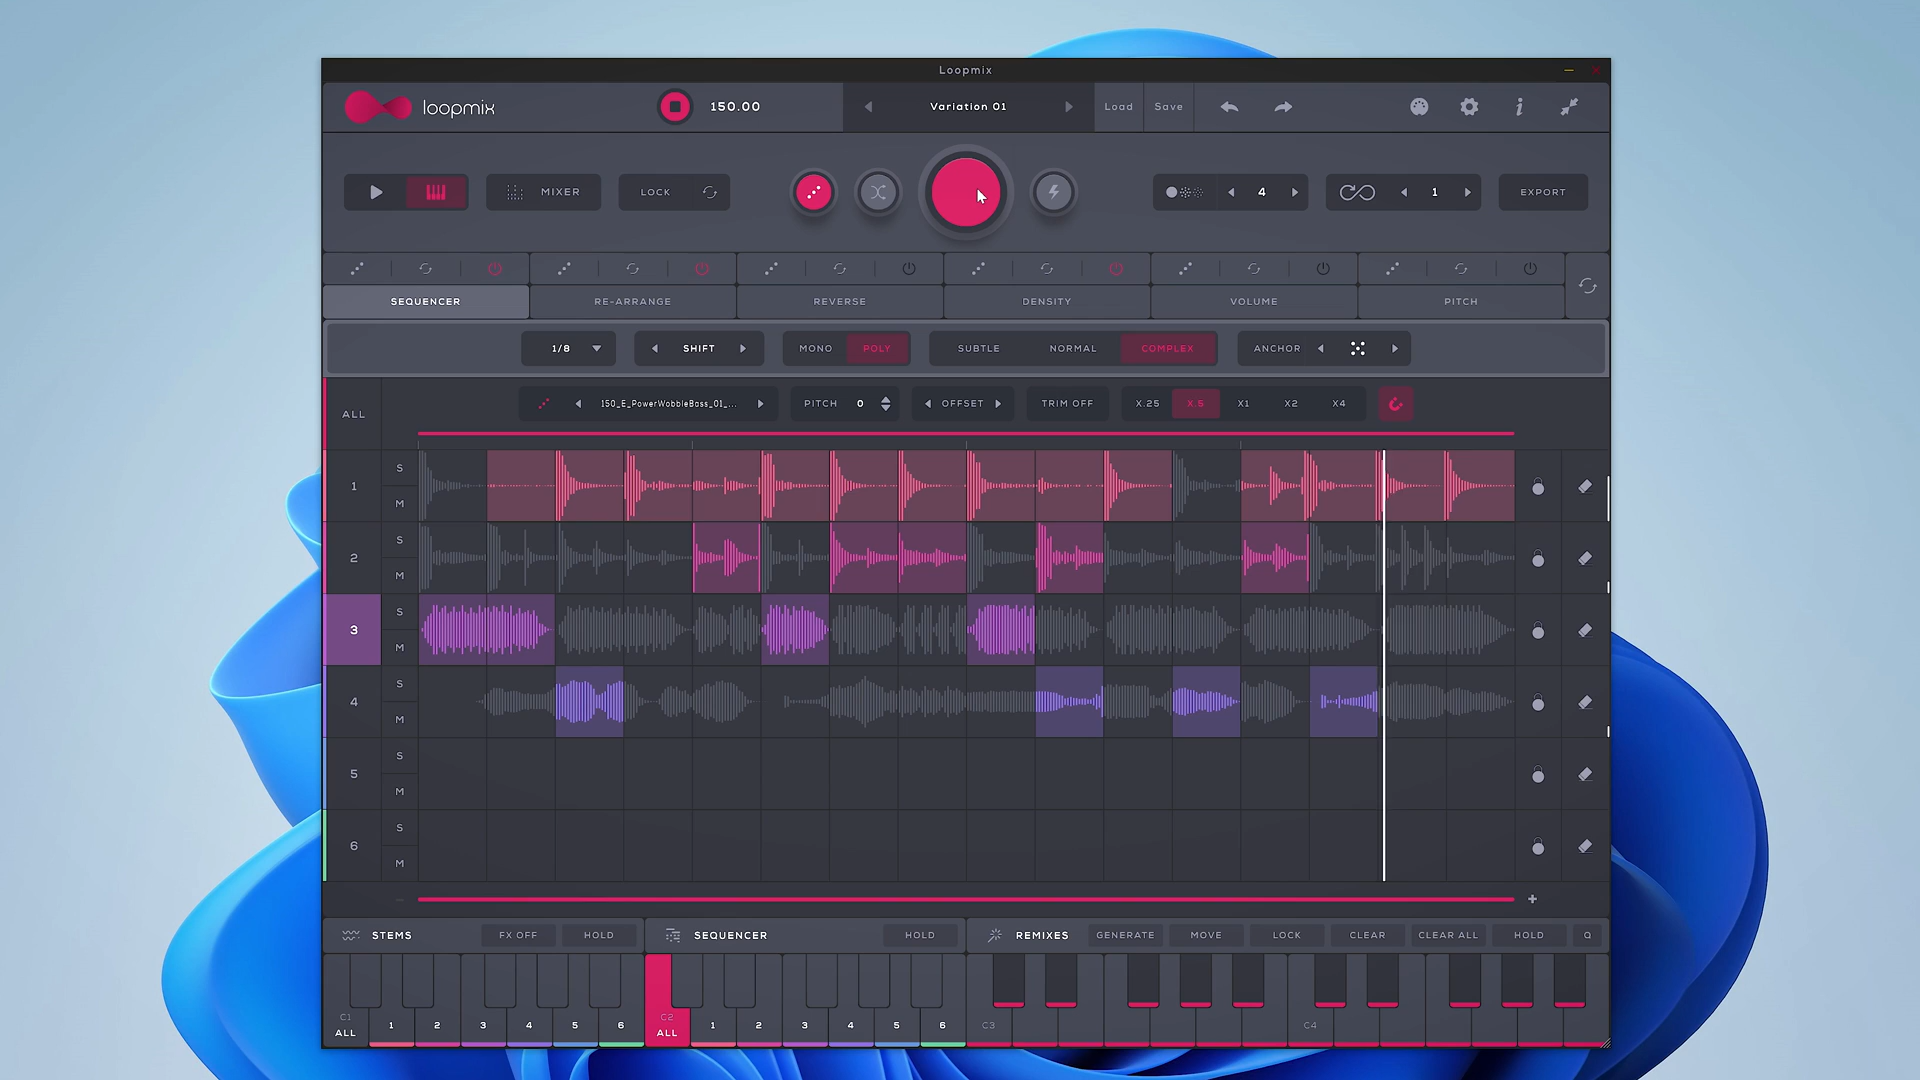 Loopmix
loopmix 150.00 Variation 01 Load Save
MIXER LOCK 4 1 EXPORT
SEQUENCER RE-ARRANGE REVERSE DENSITY VOLUME PITCH
1/8 SHIFT MONO POLY SUBTLE NORMAL COMPLEX ANCHOR
ALL 150_E_PowerWobbleBass_01_... PITCH 0 OFFSET TRIM OFF X.25 X.5 X1 X2 X4
S
1
M
S
2
M
S
3
M
S
4
M
S
5
M
S
6
M
STEMS FX OFF HOLD SEQUENCER HOLD REMIXES GENERATE MOVE LOCK CLEAR CLEAR ALL HOLD Q
C1 C2 C3 C4
ALL 1 2 3 4 5 6 ALL 1 2 3 4 5 6